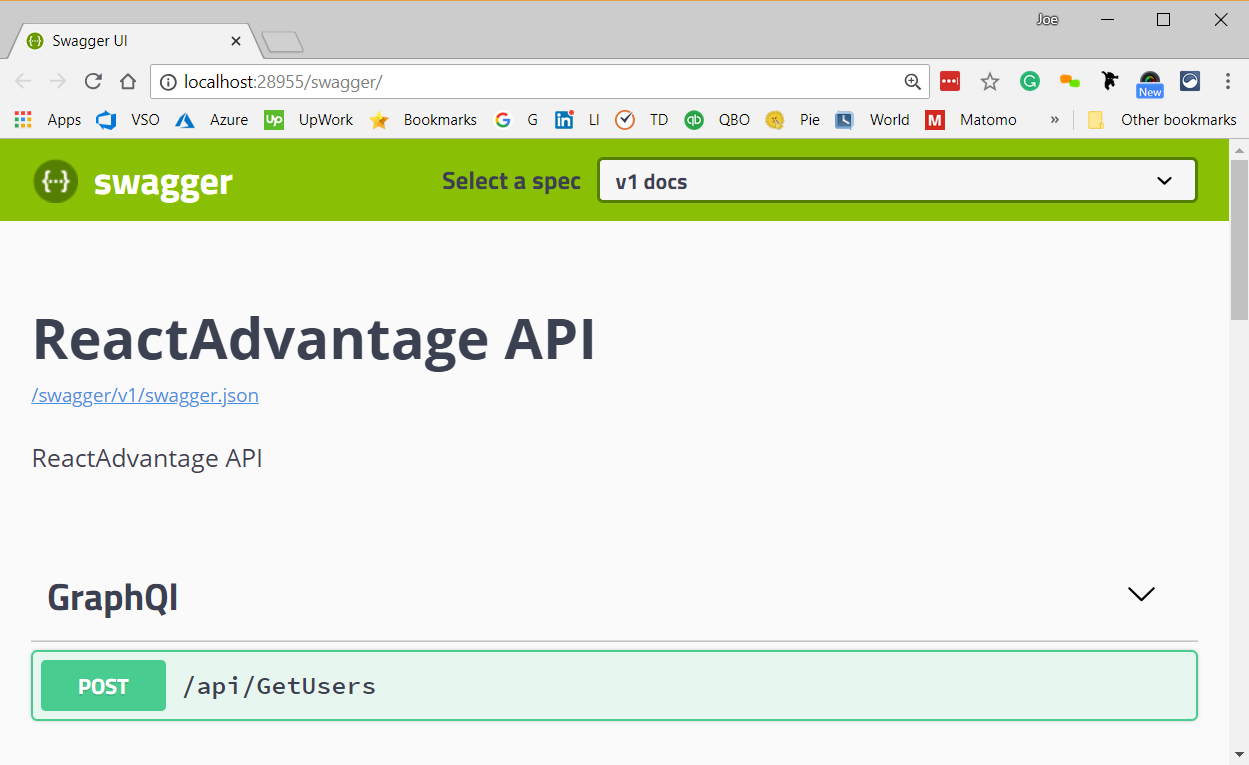 Joe
Swagger UI
localhost:28955/swagger/
New
Apps VSO Azure UpWork Bookmarks G LI TD QBO Pie World Matomo » Other bookmarks
{···} swagger Select a spec v1 docs
ReactAdvantage API
/swagger/v1/swagger.json
ReactAdvantage API
GraphQl
POST /api/GetUsers